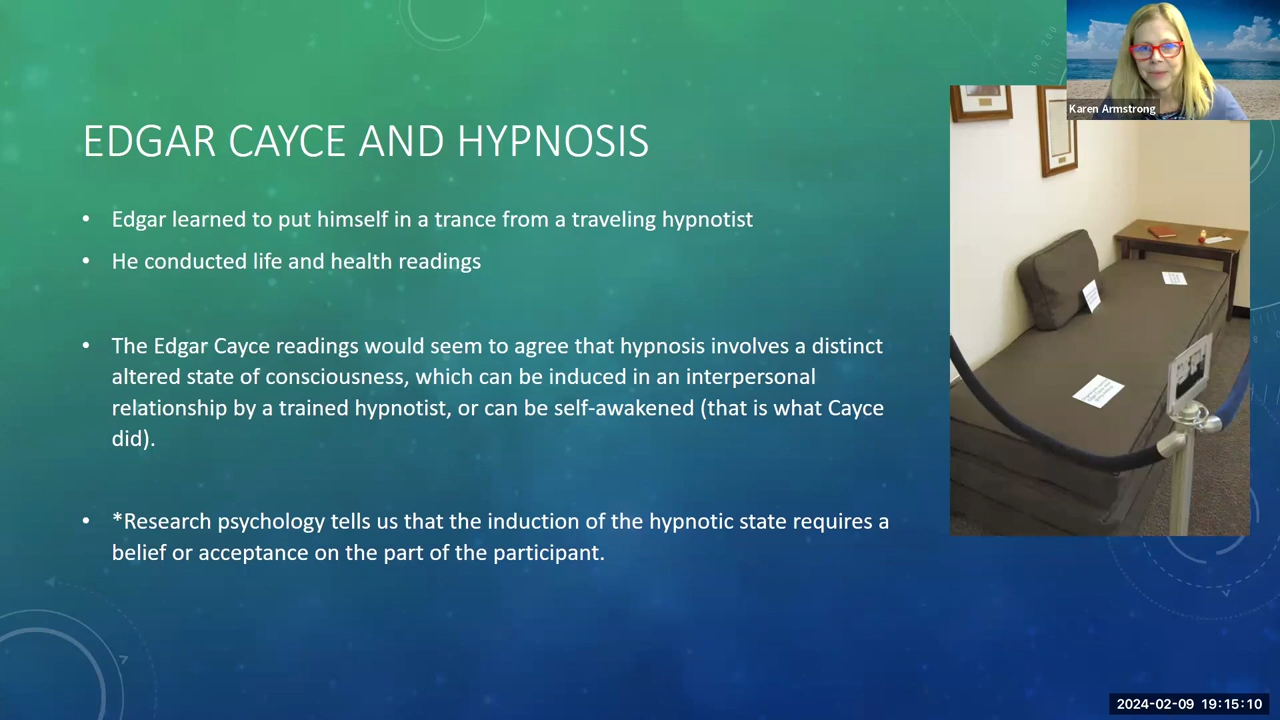 Karen Armstrong
EDGAR CAYCE AND HYPNOSIS
• Edgar learned to put himself in a trance from a traveling hypnotist
• He conducted life and health readings
• The Edgar Cayce readings would seem to agree that hypnosis involves a distinct
altered state of consciousness, which can be induced in an interpersonal
relationship by a trained hypnotist, or can be self-awakened (that is what Cayce
did).
• *Research psychology tells us that the induction of the hypnotic state requires a
belief or acceptance on the part of the participant.
190 200
2024-02-09 19:15:10